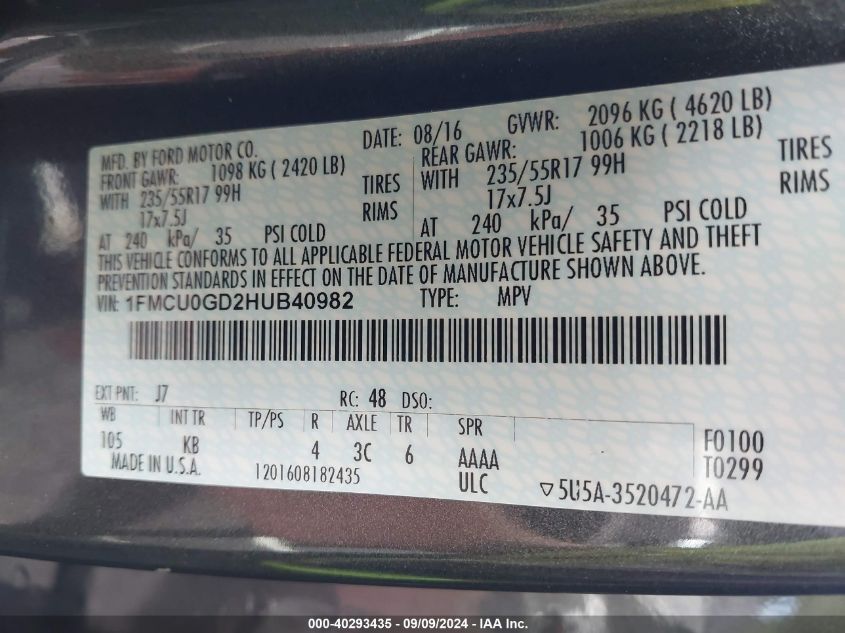 MFD. BY FORD MOTOR CO. DATE: 08/16 GVWR: 2096 KG ( 4620 LB)
FRONT GAWR: 1098 KG ( 2420 LB) REAR GAWR: 1006 KG ( 2218 LB)
WITH 235/55R17 99H TIRES WITH 235/55R17 99H TIRES
17x7.5J RIMS 17x7.5J RIMS
AT 240 kPa/ 35 PSI COLD AT 240 kPa/ 35 PSI COLD
THIS VEHICLE CONFORMS TO ALL APPLICABLE FEDERAL MOTOR VEHICLE SAFETY AND THEFT
PREVENTION STANDARDS IN EFFECT ON THE DATE OF MANUFACTURE SHOWN ABOVE.
VIN: 1FMCU0GD2HUB40982 TYPE: MPV
EXT PNT: J7 RC: 48 DSO:
WB INT TR TP/PS R AXLE TR SPR
105 KB 4 3C 6 AAAA F0100
MADE IN U.S.A. 1201608182435 ULC T0299
▽5U5A-3520472-AA
000-40293435 - 09/09/2024 - IAA Inc.